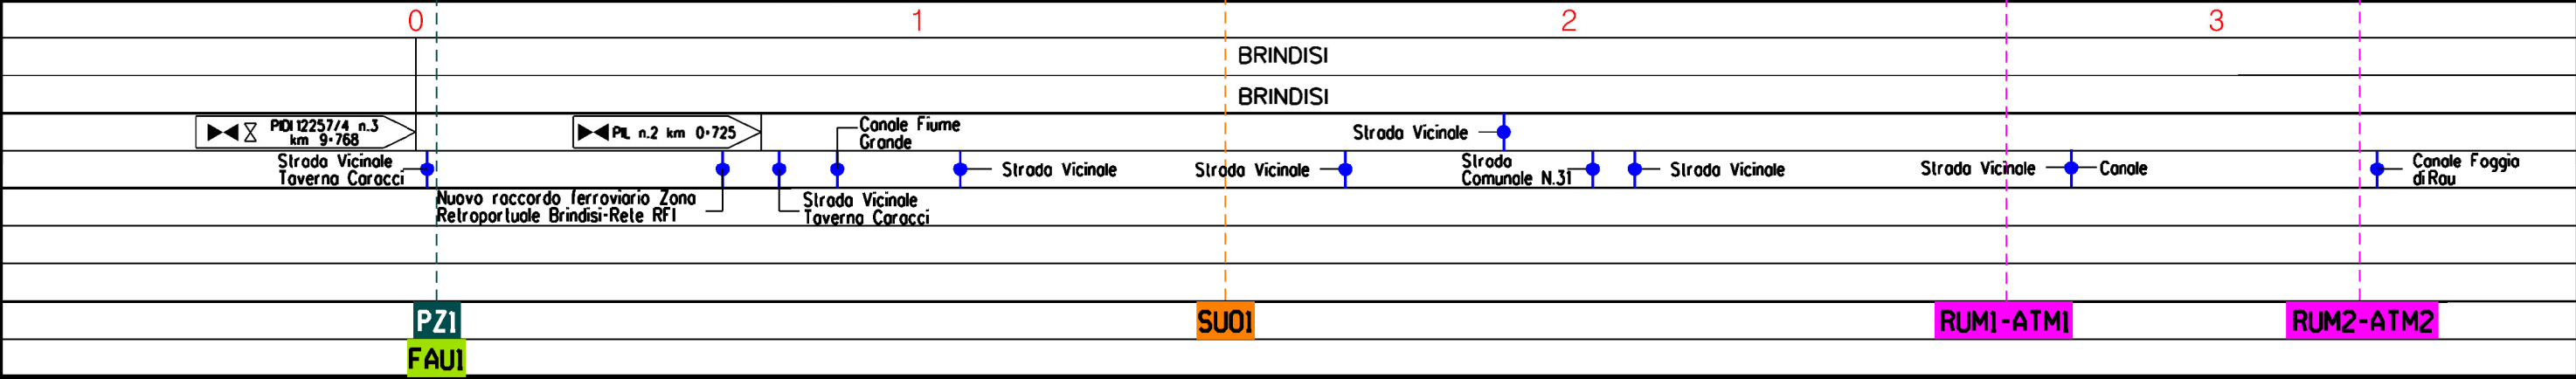 0 1 2 3
BRINDISI
BRINDISI
PIDI 12257/4 n.3
km 9+768
PIL n.2 km 0+725
Canale Fiume
Grande
Strada Vicinale
Strada Vicinale
Taverna Caracci
Strada Vicinale
Strada Vicinale
Strada
Comunale N.31
Strada Vicinale
Strada Vicinale
Canale
Canale Foggia
di Rau
Nuovo raccordo ferroviario Zona
Retroportuale Brindisi-Rete RFI
Strada Vicinale
Taverna Caracci
PZ1
SU01
RUM1-ATM1
RUM2-ATM2
FAU1